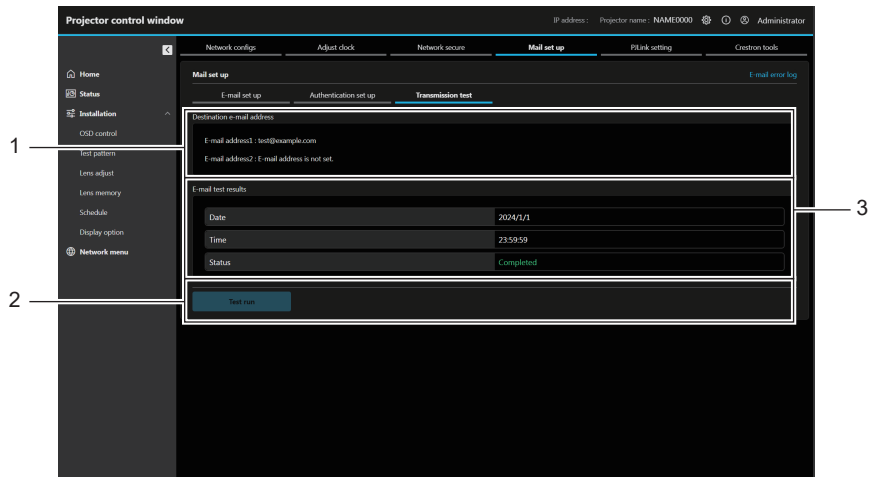 Projector control window
IP address : Projector name : NAME0000 Administrator
Network configs Adjust clock Network secure Mail set up PJLink setting Crestron tools
Home
Status
Installation
OSD control
Test pattern
Lens adjust
Lens memory
Schedule
Display option
Network menu
Mail set up E-mail error log
E-mail set up Authentication set up Transmission test
Destination e-mail address
E-mail address1 : test@example.com
E-mail address2 : E-mail address is not set.
E-mail test results
Date 2024/1/1
Time 23:59:59
Status Completed
Test run
1
2
3